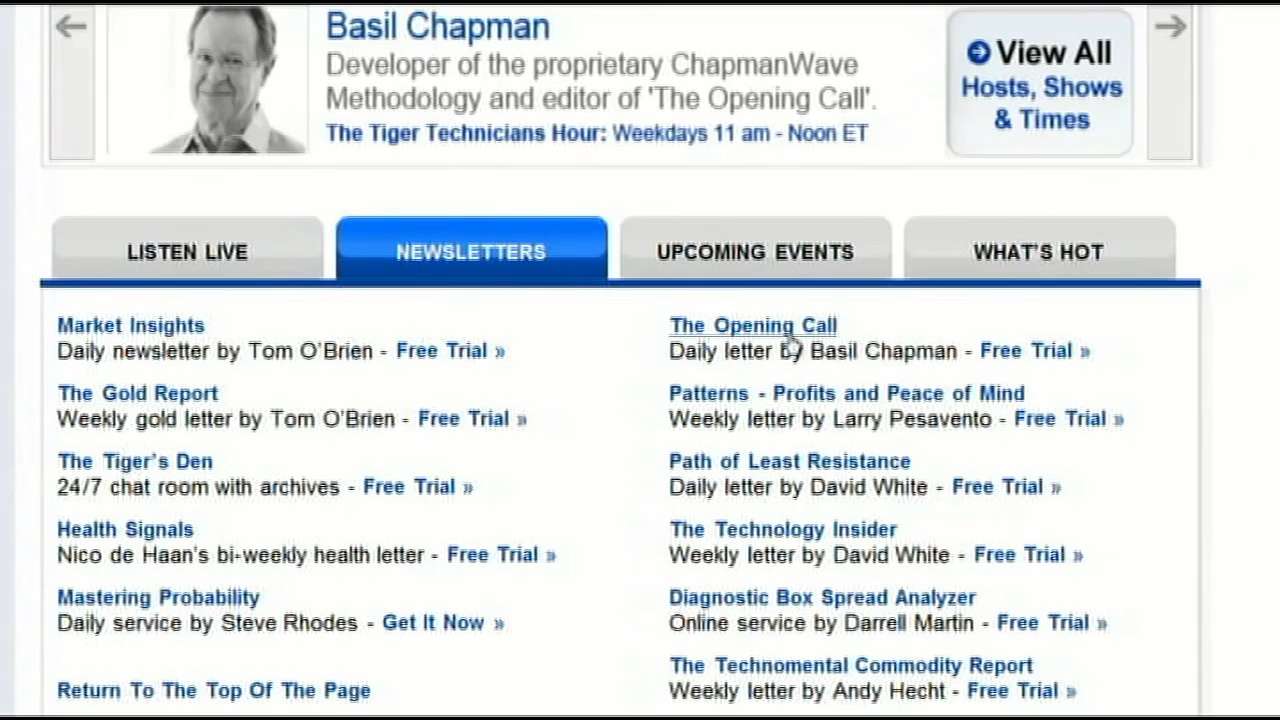 Basil Chapman
Developer of the proprietary ChapmanWave
Methodology and editor of 'The Opening Call'.
The Tiger Technicians Hour: Weekdays 11 am - Noon ET
View All
Hosts, Shows
& Times
LISTEN LIVE
NEWSLETTERS
UPCOMING EVENTS
WHAT'S HOT
Market Insights
Daily newsletter by Tom O'Brien - Free Trial »
The Gold Report
Weekly gold letter by Tom O'Brien - Free Trial »
The Tiger's Den
24/7 chat room with archives - Free Trial »
Health Signals
Nico de Haan's bi-weekly health letter - Free Trial »
Mastering Probability
Daily service by Steve Rhodes - Get It Now »
Return To The Top Of The Page
The Opening Call
Daily letter by Basil Chapman - Free Trial »
Patterns - Profits and Peace of Mind
Weekly letter by Larry Pesavento - Free Trial »
Path of Least Resistance
Daily letter by David White - Free Trial »
The Technology Insider
Weekly letter by David White - Free Trial »
Diagnostic Box Spread Analyzer
Online service by Darrell Martin - Free Trial »
The Technomental Commodity Report
Weekly letter by Andy Hecht - Free Trial »